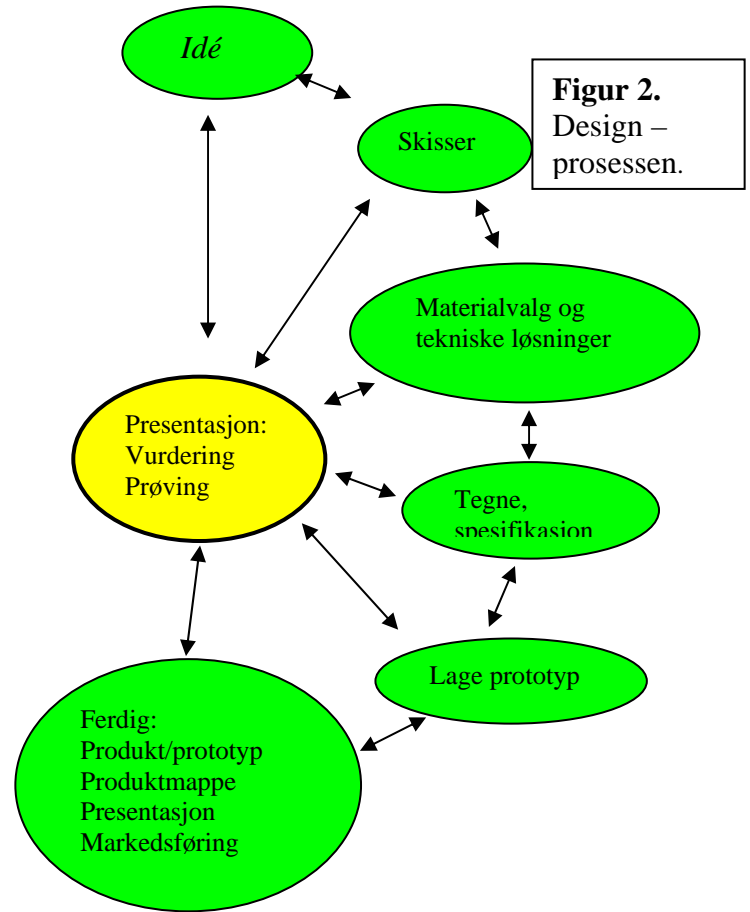 Idé
Figur 2.
Design –
prosessen.
Skisser
Materialvalg og
tekniske løsninger
Presentasjon:
Vurdering
Prøving
Tegne,
spesifikasjon
Lage prototyp
Ferdig:
Produkt/prototyp
Produktmappe
Presentasjon
Markedsføring